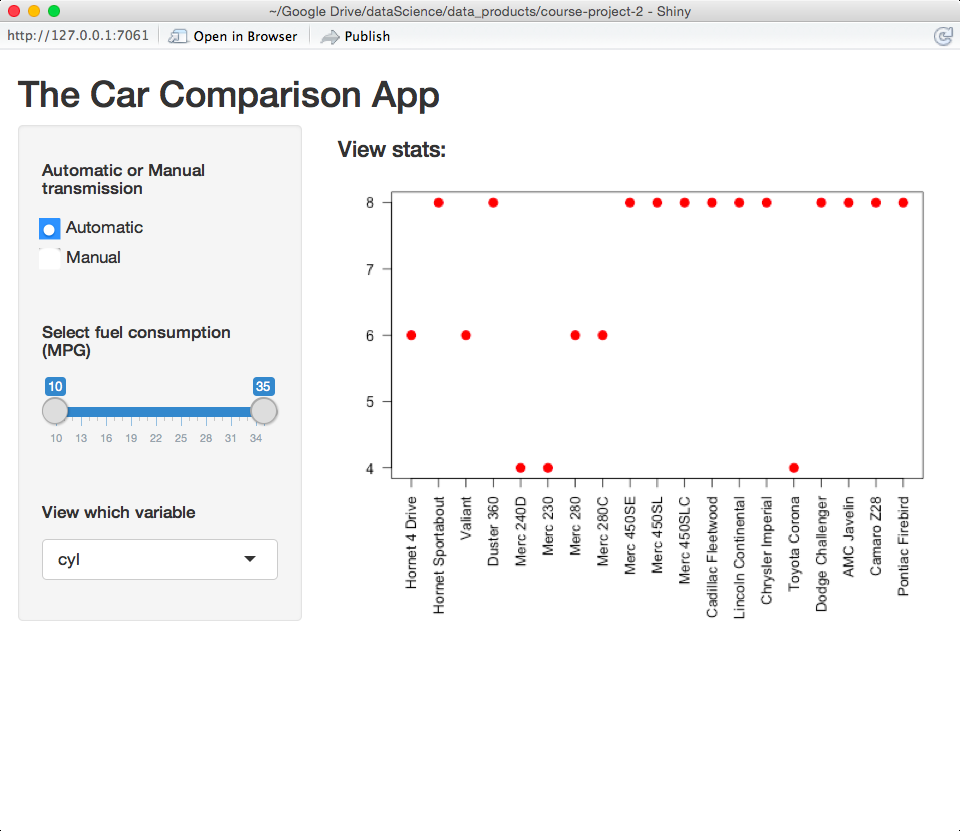 ~/Google Drive/dataScience/data_products/course-project-2 - Shiny
http://127.0.0.1:7061 Open in Browser Publish
The Car Comparison App
Automatic or Manual
transmission
Automatic
Manual
Select fuel consumption
(MPG)
10 35
10 13 16 19 22 25 28 31 34
View which variable
cyl
View stats:
8
7
6
5
4
Hornet 4 Drive
Hornet Sportabout
Valiant
Duster 360
Merc 240D
Merc 230
Merc 280
Merc 280C
Merc 450SE
Merc 450SL
Merc 450SLC
Cadillac Fleetwood
Lincoln Continental
Chrysler Imperial
Toyota Corona
Dodge Challenger
AMC Javelin
Camaro Z28
Pontiac Firebird